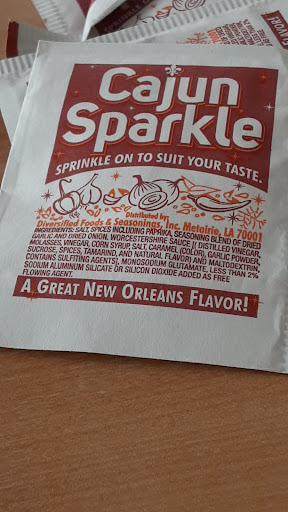 Cajun
Sparkle
SPRINKLE ON TO SUIT YOUR TASTE.
Distributed by
Diversified Foods & Seasonings, Inc. Metairie, LA 70001
INGREDIENTS: SALT, SPICES INCLUDING PAPRIKA, SEASONING BLEND OF DRIED
GARLIC AND DRIED ONION, WORCESTERSHIRE SAUCE (DISTILLED VINEGAR,
MOLASSES, VINEGAR, CORN SYRUP, SALT, CARAMEL (COLOR), GARLIC POWDER,
SUCROSE, SPICES, TAMARIND, AND NATURAL FLAVOR) AND MALTODEXTRIN,
CONTAINS SULFITING AGENTS), MONOSODIUM GLUTAMATE, LESS THAN 2%
SODIUM ALUMINUM SILICATE OR SILICON DIOXIDE ADDED AS FREE
FLOWING AGENT.
A GREAT NEW ORLEANS FLAVOR!